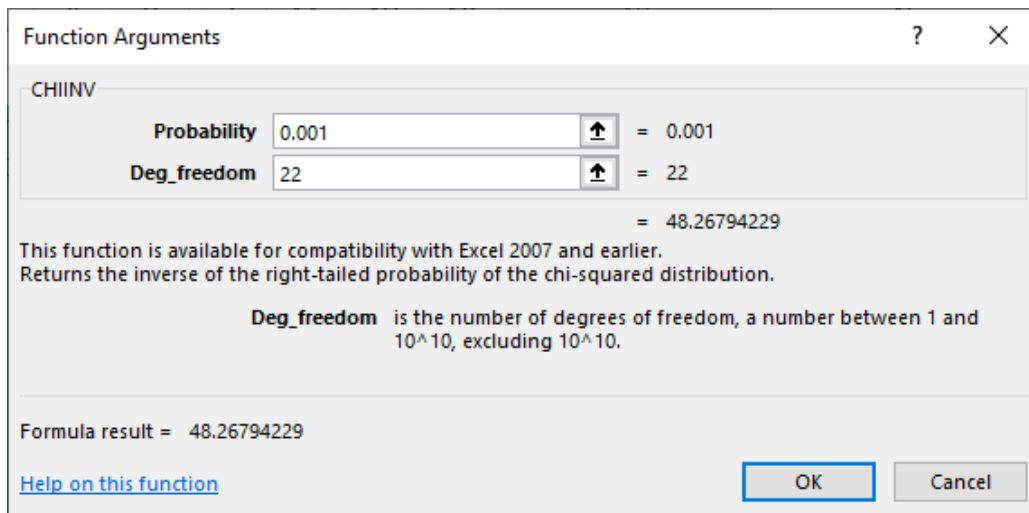 Function Arguments ? ×
CHIINV
Probability 0.001 = 0.001
Deg_freedom 22 = 22
= 48.26794229
This function is available for compatibility with Excel 2007 and earlier.
Returns the inverse of the right-tailed probability of the chi-squared distribution.
Deg_freedom is the number of degrees of freedom, a number between 1 and
10^10, excluding 10^10.
Formula result = 48.26794229
Help on this function OK Cancel